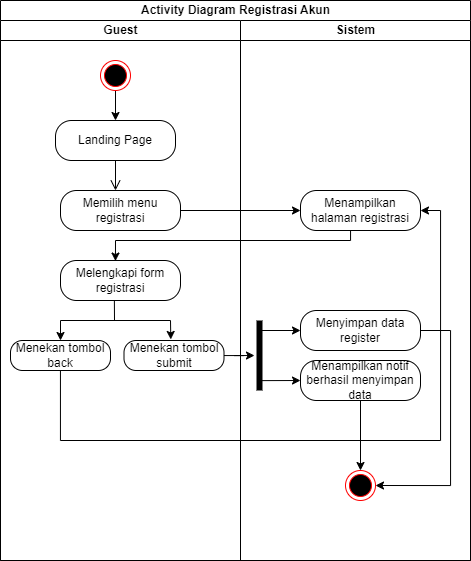 Activity Diagram Registrasi Akun
Guest
Sistem
Landing Page
Memilih menu
registrasi
Menampilkan
halaman registrasi
Melengkapi form
registrasi
Menekan tombol
back
Menekan tombol
submit
Menyimpan data
register
Menampilkan notif
berhasil menyimpan
data